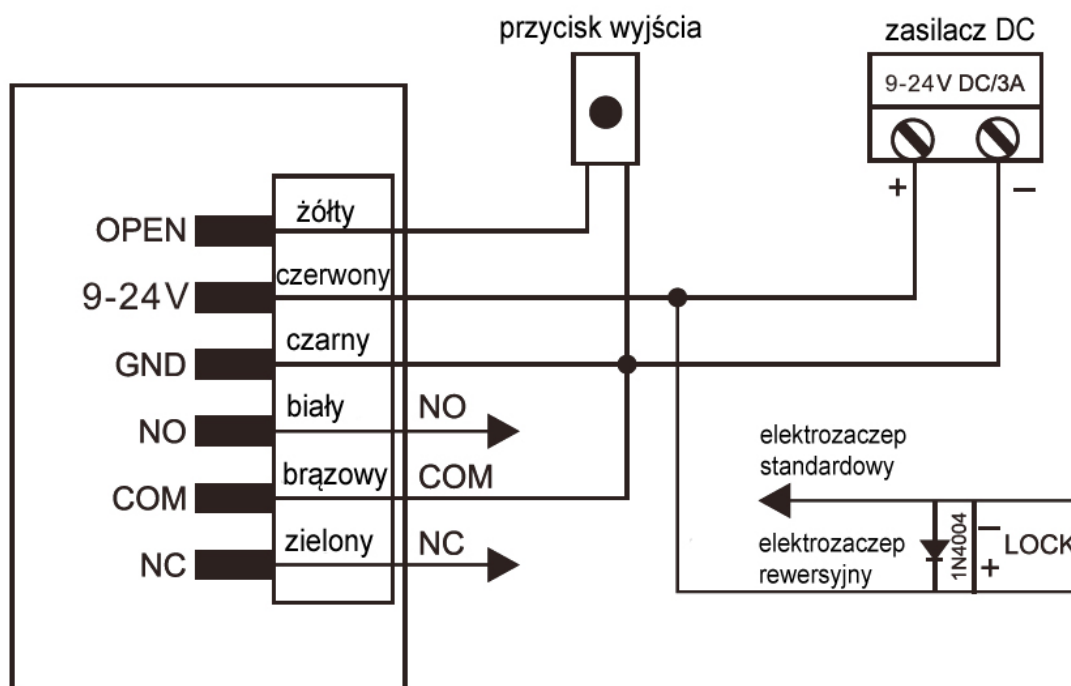 przycisk wyjścia
zasilacz DC
9-24V DC/3A
+
–
OPEN
żółty
9-24V
czerwony
GND
czarny
NO
biały
NO
COM
brązowy
COM
NC
zielony
NC
elektrozaczep
standardowy
elektrozaczep
rewersyjny
1N4004
–
+
LOCK